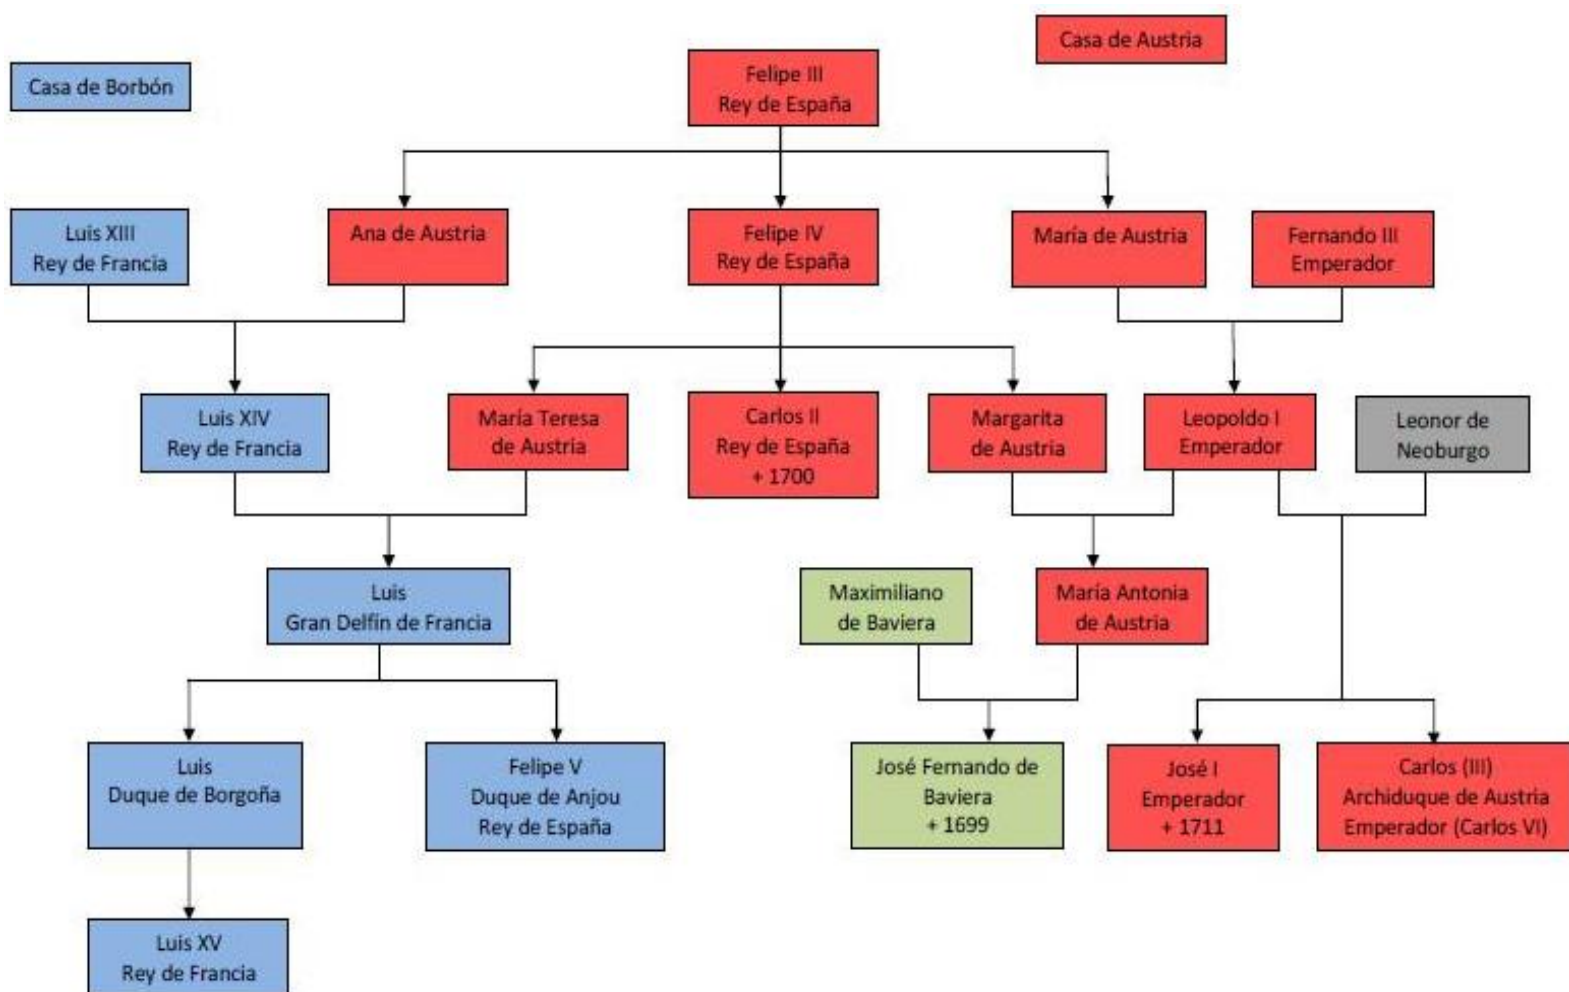 Casa de Austria
Casa de Borbón
Felipe III
Rey de España
Luis XIII
Rey de Francia
Ana de Austria
Felipe IV
Rey de España
María de Austria
Fernando III
Emperador
Luis XIV
Rey de Francia
María Teresa
de Austria
Carlos II
Rey de España
+ 1700
Margarita
de Austria
Leopoldo I
Emperador
Leonor de
Neoburgo
Luis
Gran Delfín de Francia
Maximiliano
de Baviera
María Antonia
de Austria
Luis
Duque de Borgoña
Felipe V
Duque de Anjou
Rey de España
José Fernando de
Baviera
+ 1699
José I
Emperador
+ 1711
Carlos (III)
Archiduque de Austria
Emperador (Carlos VI)
Luis XV
Rey de Francia